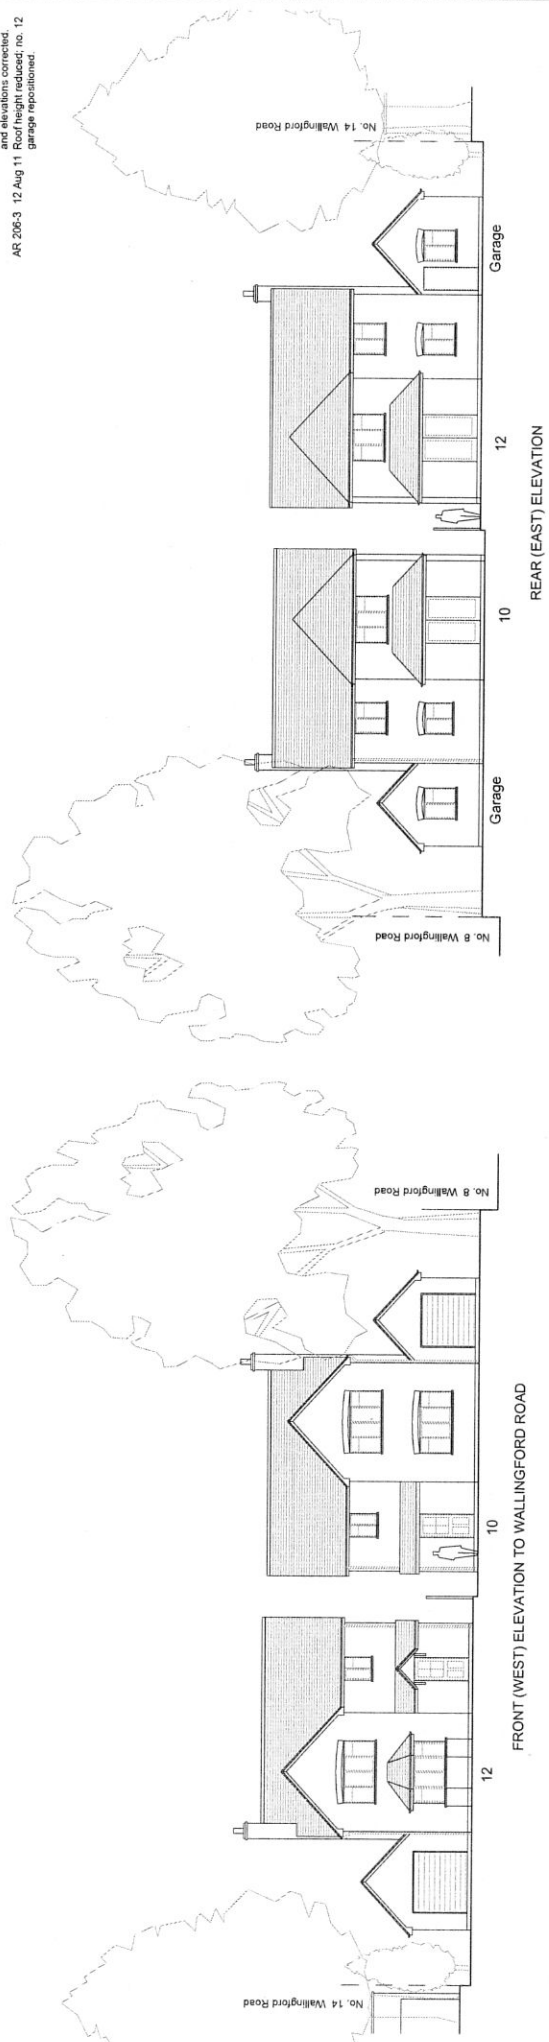 and elevations corrected.
AR 206-3 12 Aug 11 Roof height reduced; no. 12
garage repositioned.
No. 14 Wallingford Road
12
10
No. 8 Wallingford Road
FRONT (WEST) ELEVATION TO WALLINGFORD ROAD
No. 8 Wallingford Road
Garage
10
12
Garage
No. 14 Wallingford Road
REAR (EAST) ELEVATION